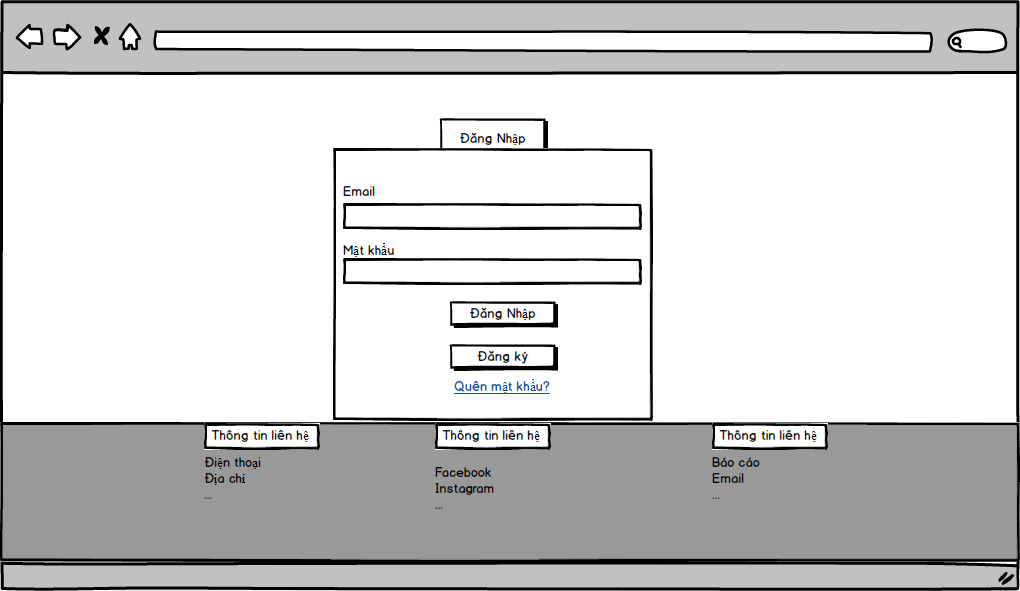 Đăng Nhập
Email
Mật khẩu
Đăng Nhập
Đăng ký
Quên mật khẩu?
Thông tin liên hệ
Điện thoại
Địa chỉ
...
Thông tin liên hệ
Facebook
Instagram
...
Thông tin liên hệ
Báo cáo
Email
...